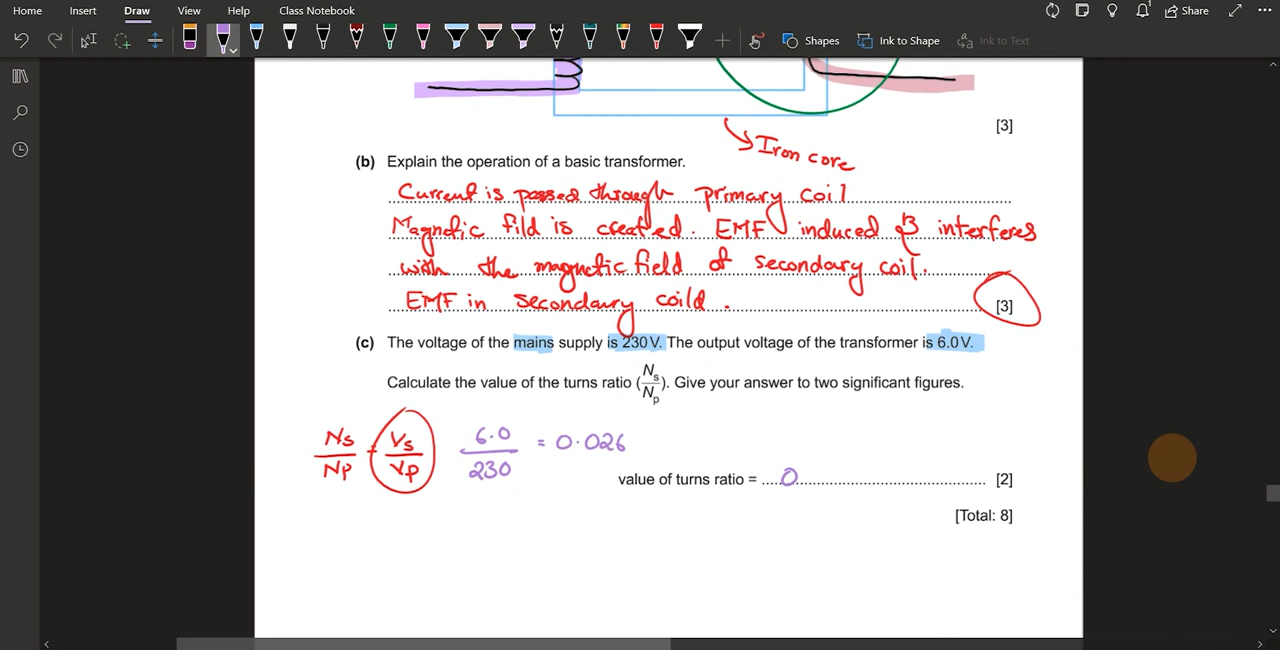 Home Insert Draw View Help Class Notebook Share
Shapes Ink to Shape Ink to Text
[3]
Iron core
(b) Explain the operation of a basic transformer.
Current is passed through primary coil
Magnetic fild is created. EMF induced & interferes
with the magnetic field of secondary coil.
EMF in secondary coild .
[3]
(c) The voltage of the mains supply is 230 V. The output voltage of the transformer is 6.0 V.
Calculate the value of the turns ratio (Ns/Np). Give your answer to two significant figures.
Ns/Np = Vs/Vp 6.0/230 = 0.026
value of turns ratio = .....0.................................................. [2]
[Total: 8]